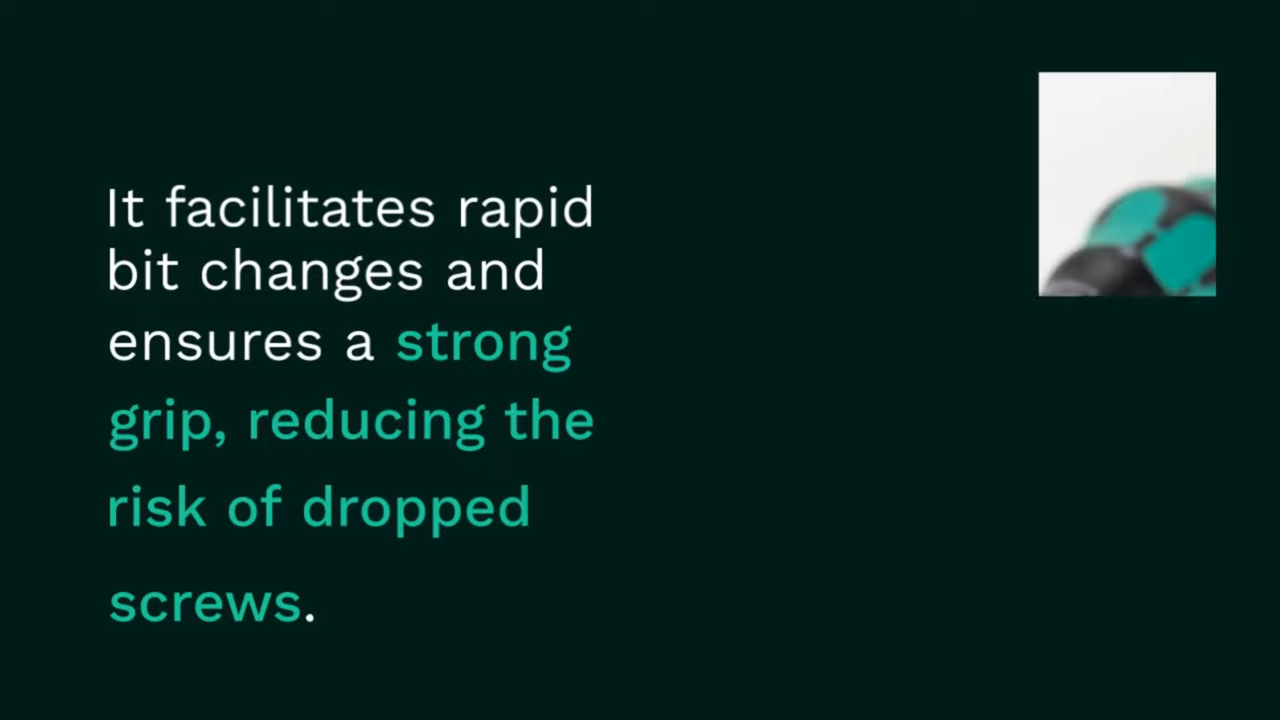 It facilitates rapid
bit changes and
ensures a strong
grip, reducing the
risk of dropped
screws.